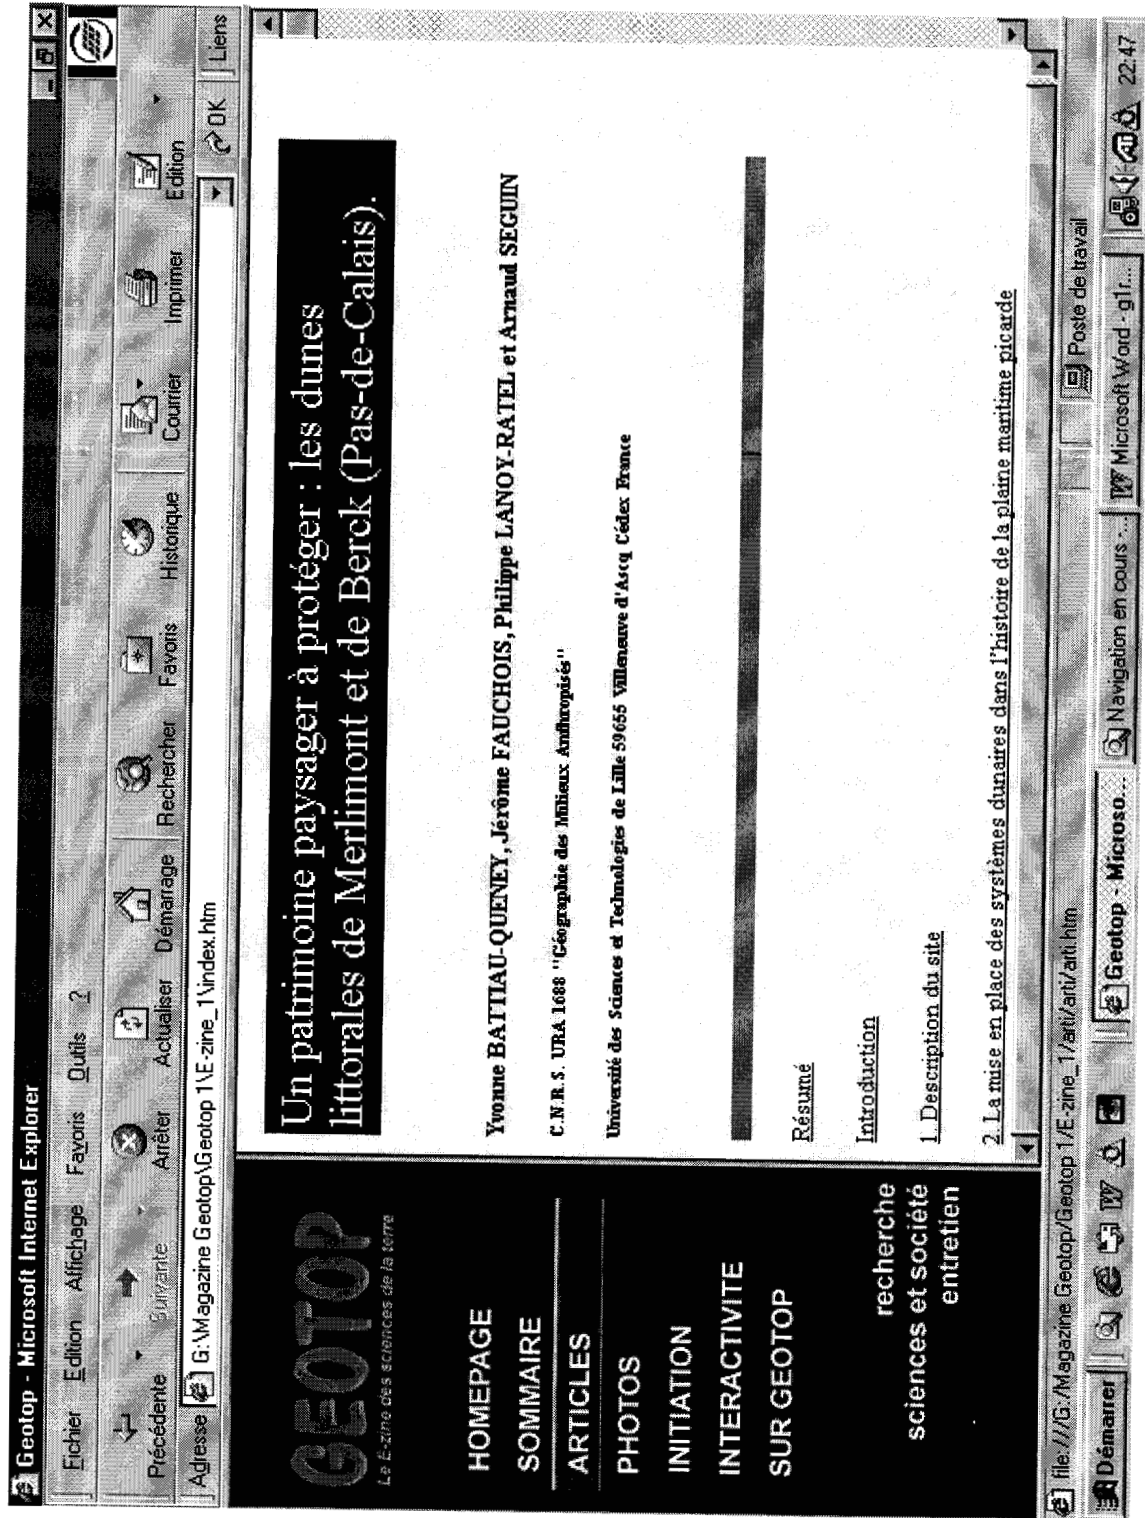 Geotop - Microsoft Internet Explorer
Fichier Edition Affichage Favoris Outils ?
Précédente Suivante Arrêter Actualiser Démarrage Rechercher Favoris Historique Courrier Imprimer Edition
Adresse G:\Magazine Geotop\Geotop 1\E-zine_1\index.htm OK Liens
GEOTOP
Le E-zine des sciences de la terre
HOMEPAGE
SOMMAIRE
ARTICLES
PHOTOS
INITIATION
INTERACTIVITE
SUR GEOTOP
recherche
sciences et société
entretien
Un patrimoine paysager à protéger : les dunes
littorales de Merlimont et de Berck (Pas-de-Calais).
Yvonne BATTIAU-QUENEY, Jérôme FAUCHOIS, Philippe LANOY-RATEL et Arnaud SEGUIN
C.N.R.S. URA 1688 "Géographie des Milieux Anthropisés"
Université des Sciences et Technologies de Lille 59655 Villeneuve d'Ascq Cédex France
Résumé
Introduction
1. Description du site
2. La mise en place des systèmes dunaires dans l'histoire de la plaine maritime picarde
file:///G:/Magazine Geotop/Geotop 1/E-zine_1/arti/arti/arti.htm Poste de travail
Démarrer Geotop - Microso... Navigation en cours -... Microsoft Word - g1r... 22:47